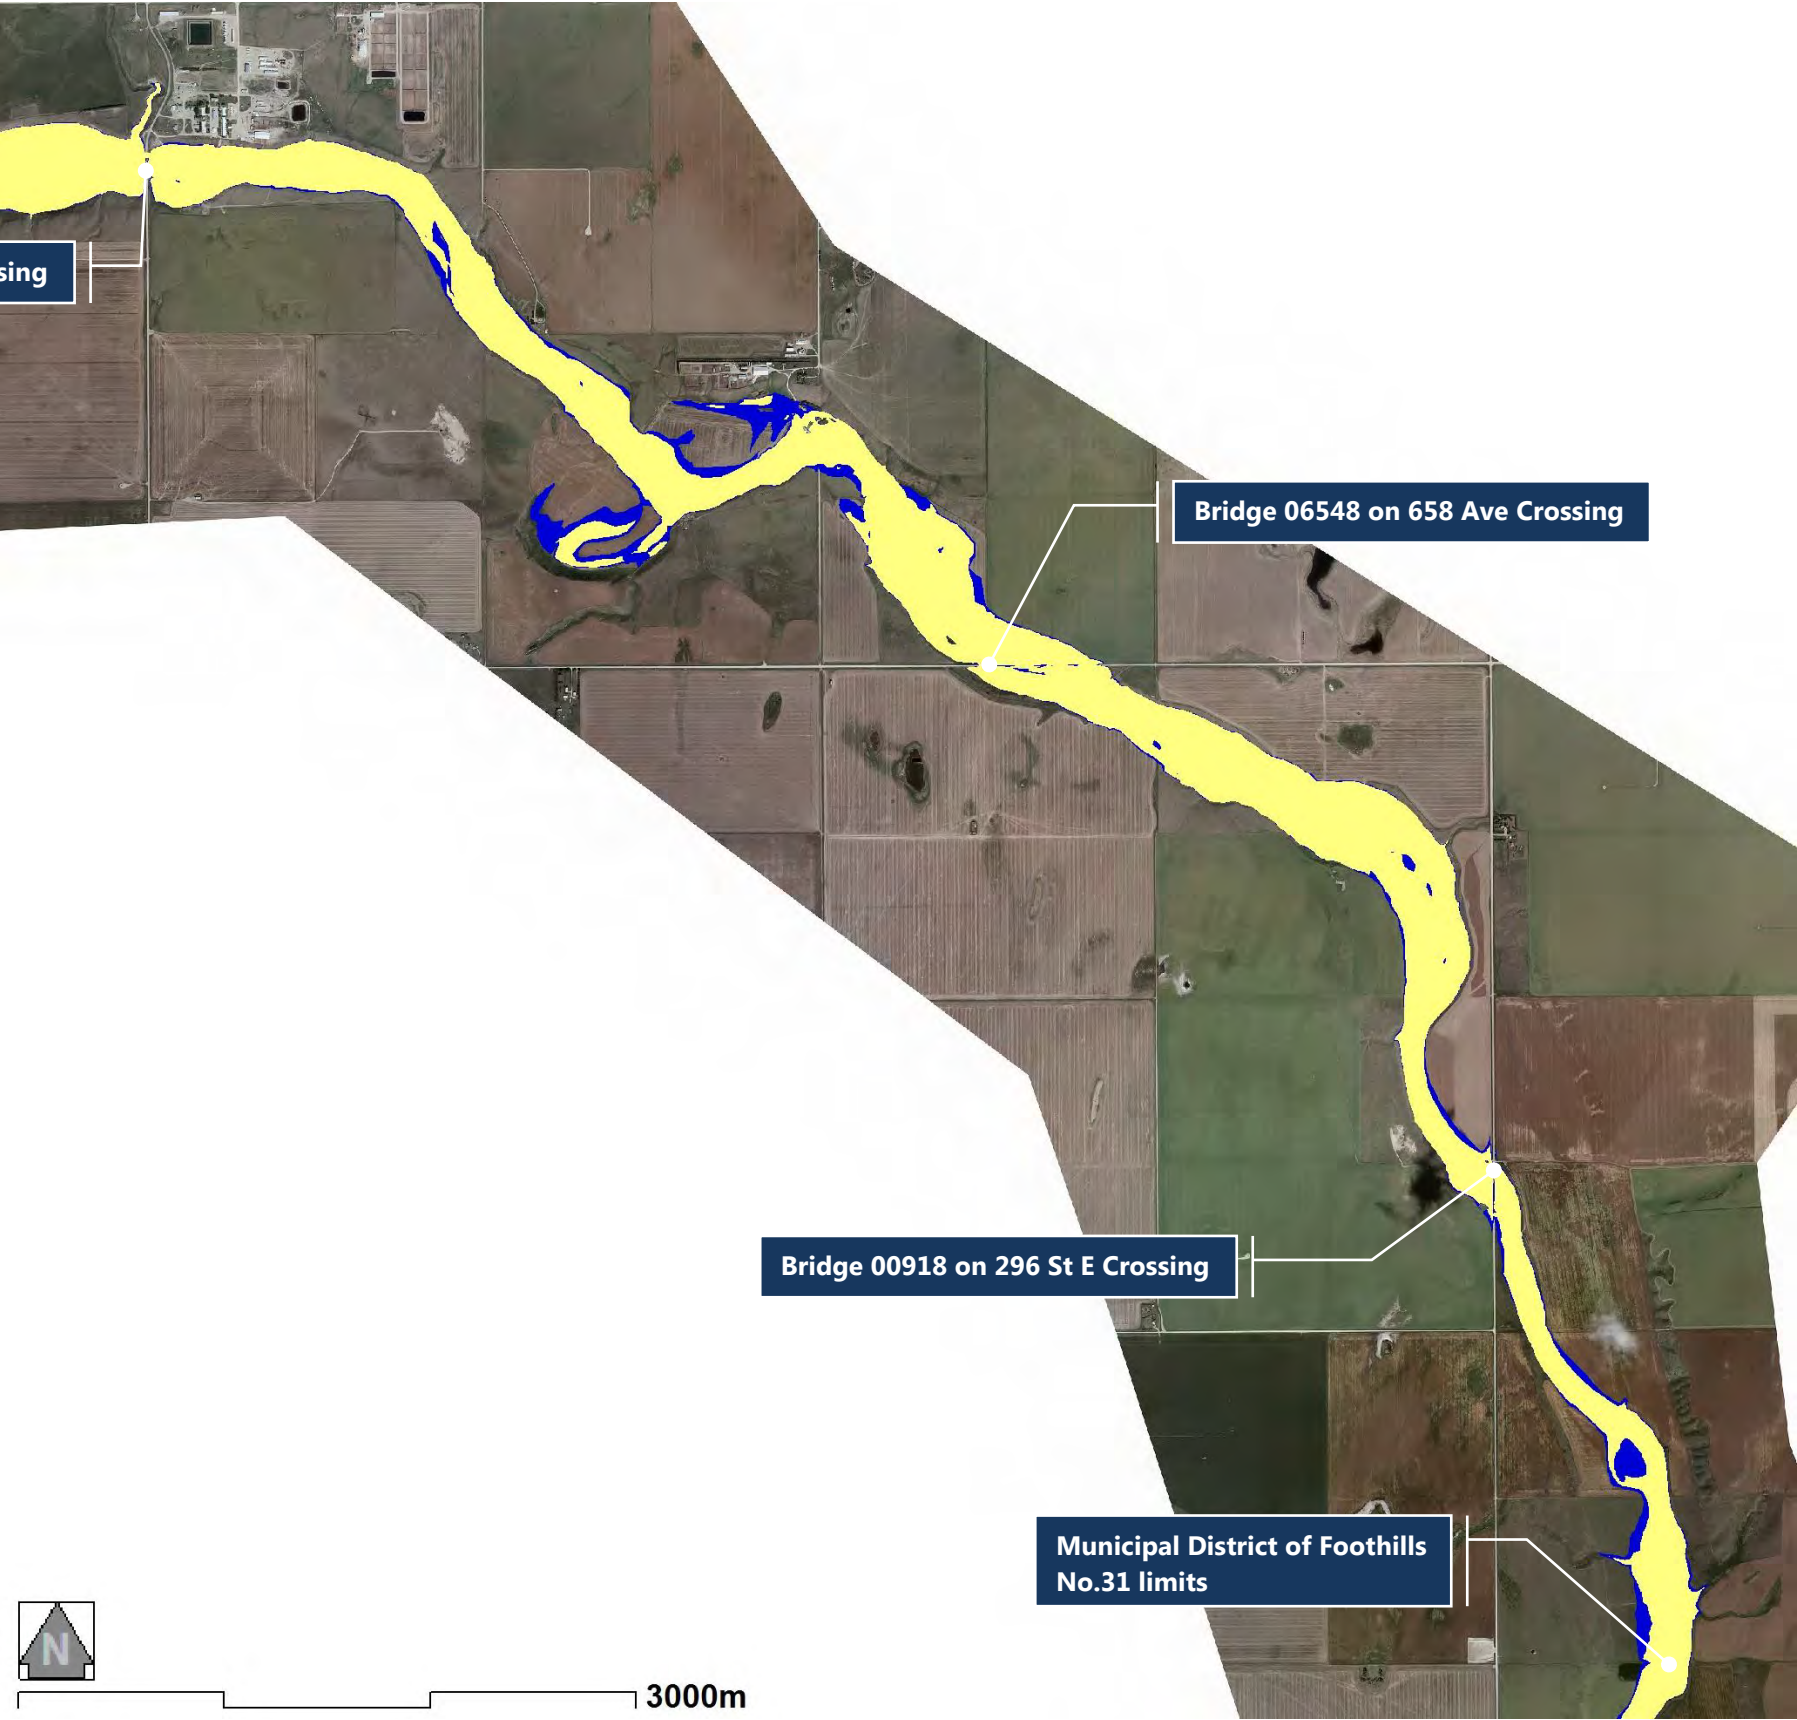 sing
Bridge 06548 on 658 Ave Crossing
Bridge 00918 on 296 St E Crossing
Municipal District of Foothills
No.31 limits
N
3000m